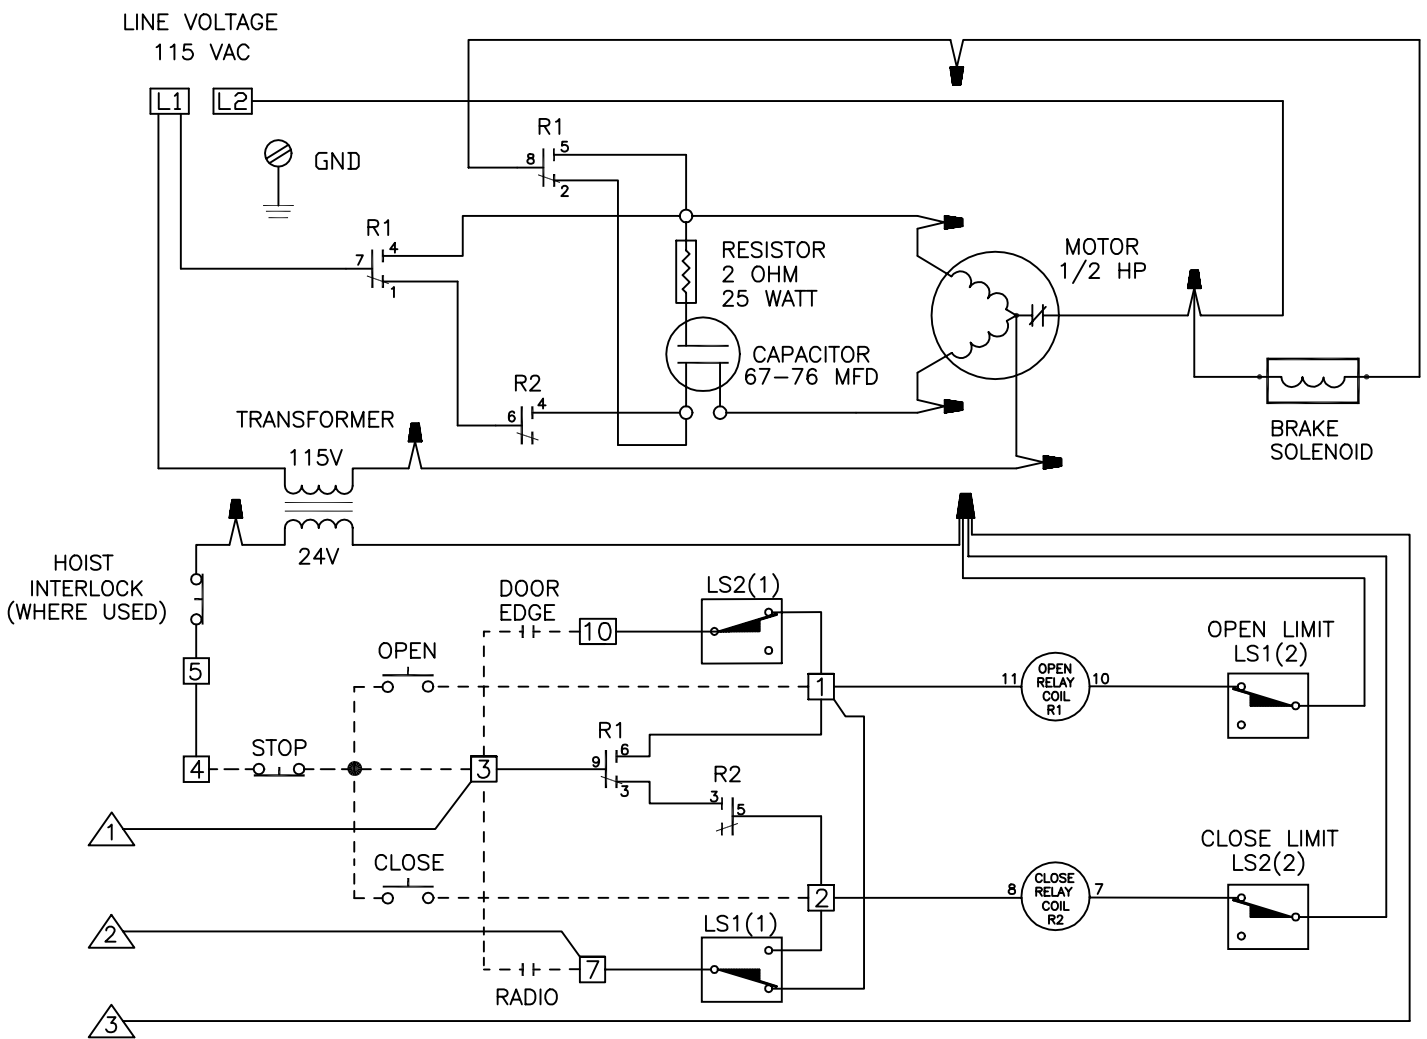 LINE VOLTAGE
115 VAC
L1
L2
GND
R1
8
5
2
R1
7
4
1
RESISTOR
2 OHM
25 WATT
CAPACITOR
67-76 MFD
MOTOR
1/2 HP
R2
6
4
BRAKE
SOLENOID
TRANSFORMER
115V
24V
HOIST
INTERLOCK
(WHERE USED)
5
4
STOP
OPEN
CLOSE
DOOR
EDGE
10
LS2(1)
1
3
R1
9
6
3
R2
3
5
2
LS1(1)
7
RADIO
11
OPEN
RELAY
COIL
R1
10
OPEN LIMIT
LS1(2)
8
CLOSE
RELAY
COIL
R2
7
CLOSE LIMIT
LS2(2)
1
2
3